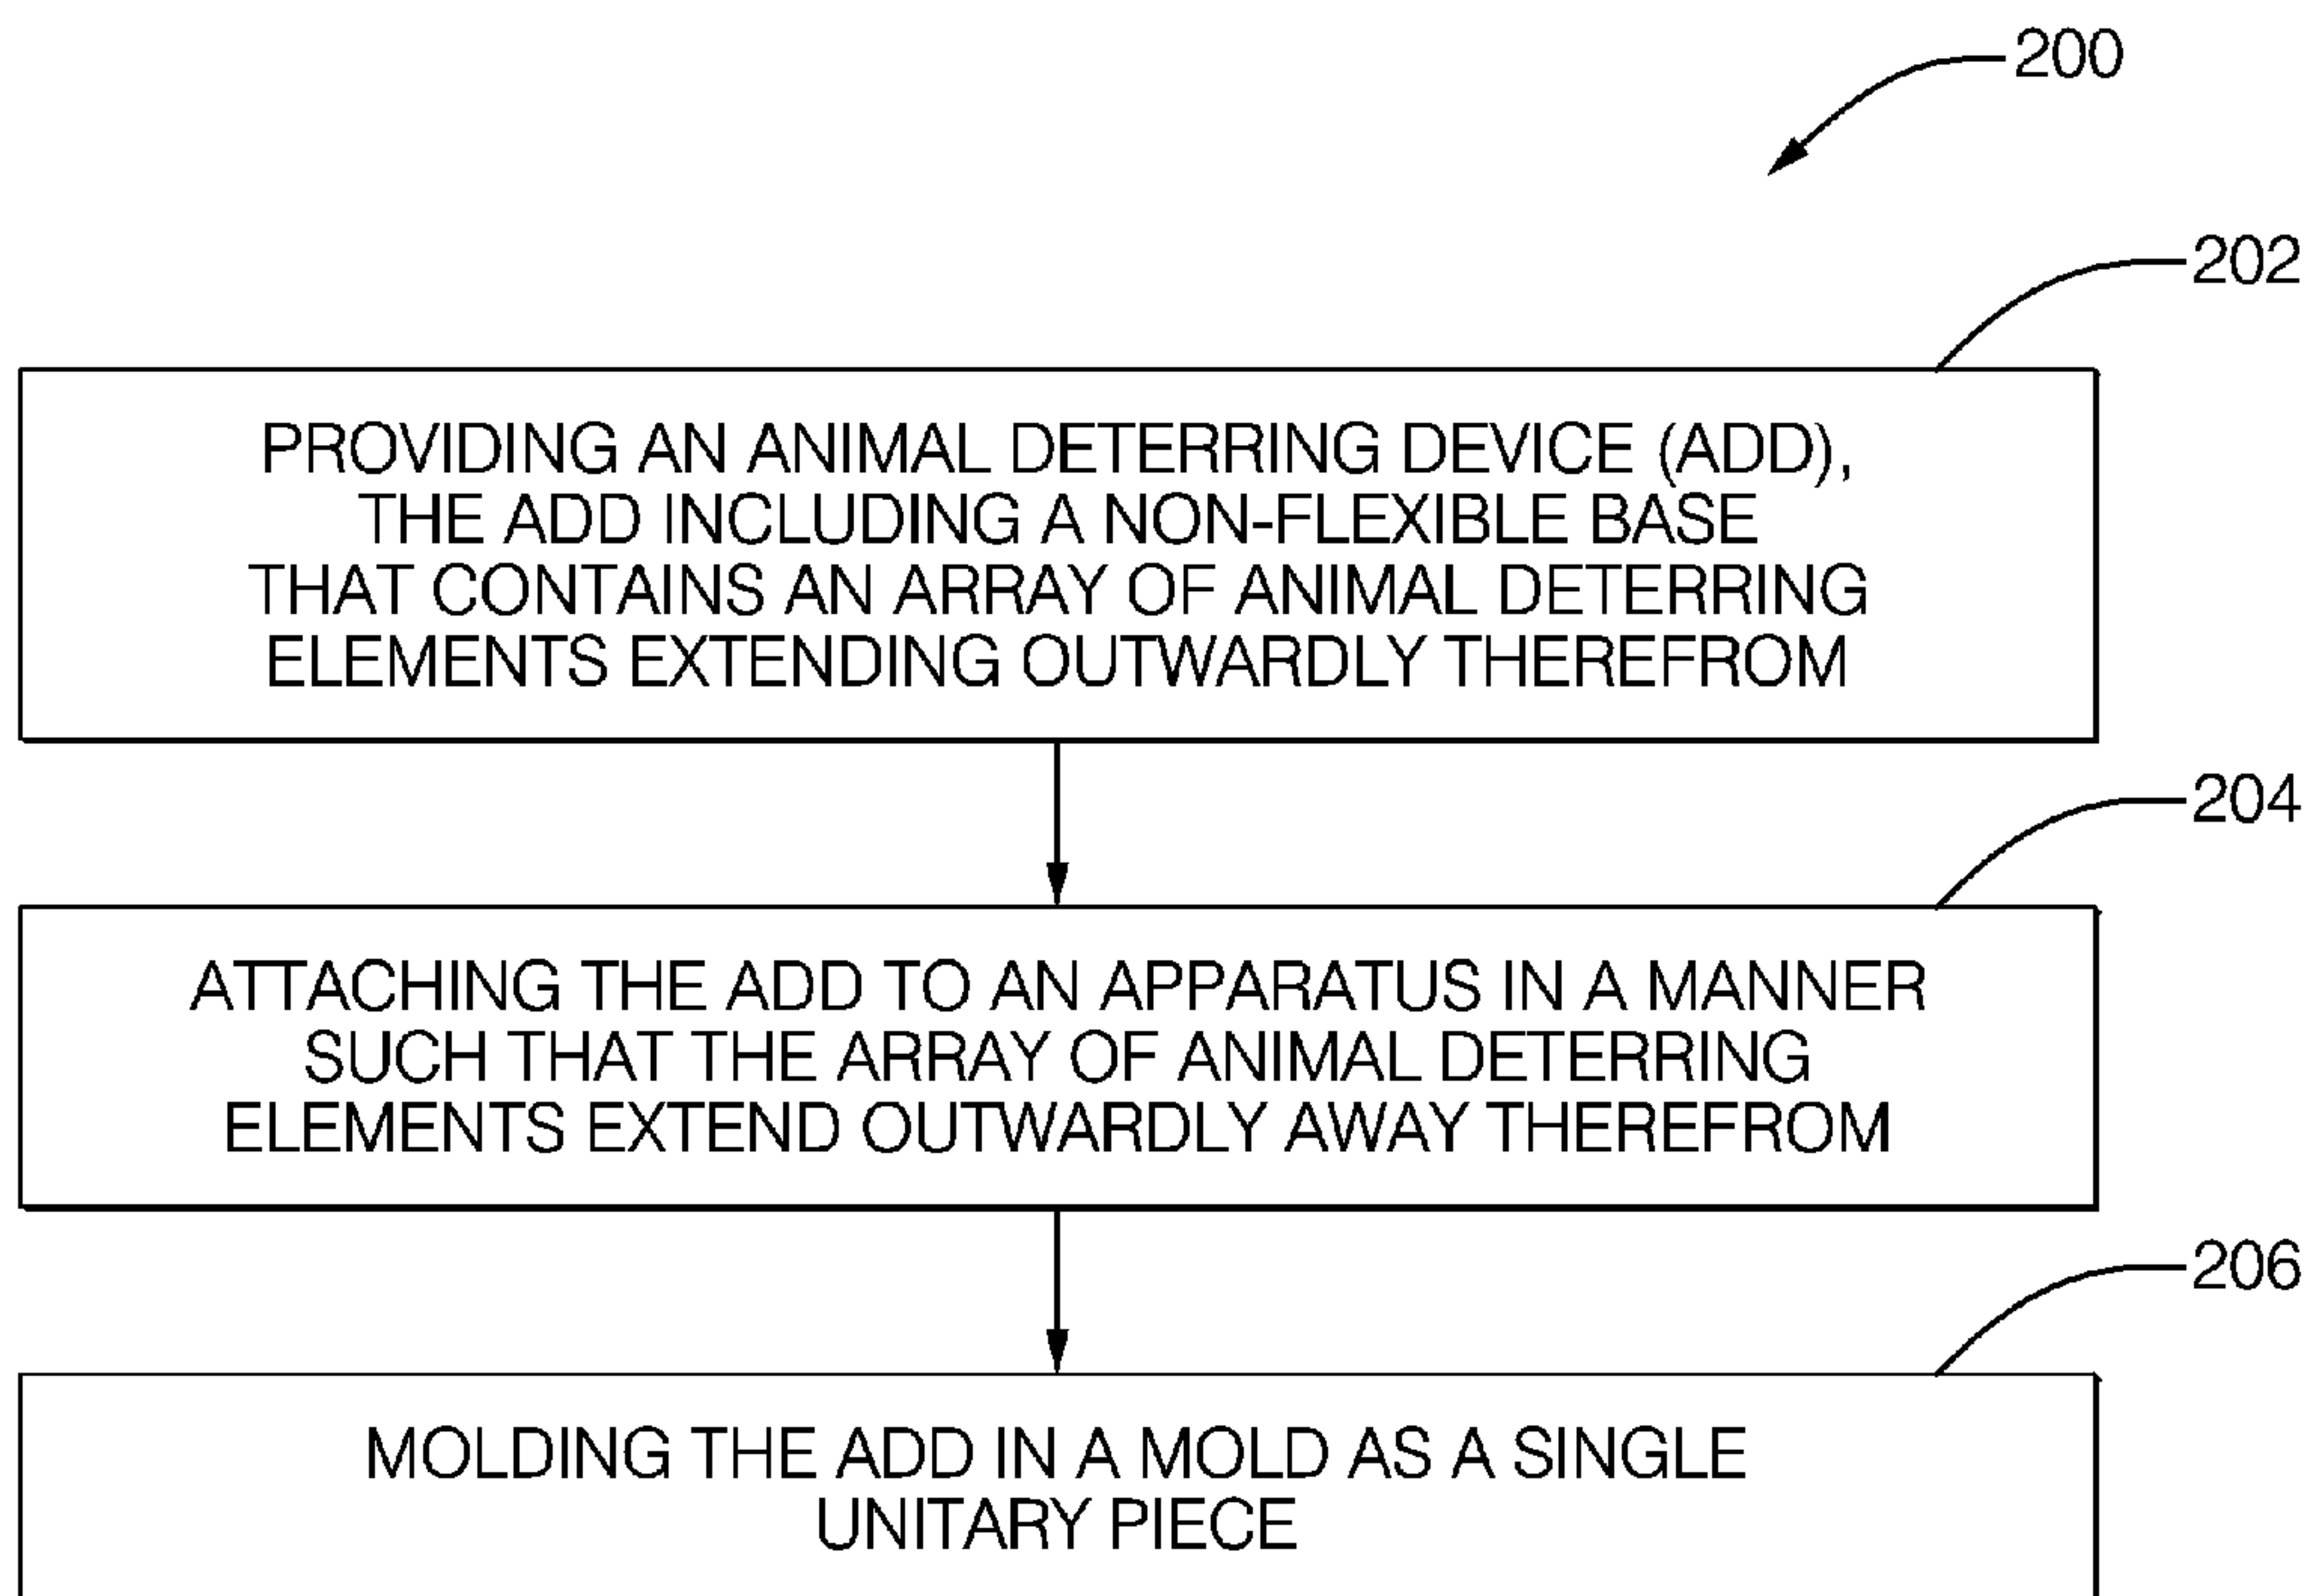 200
202
PROVIDING AN ANIMAL DETERRING DEVICE (ADD),
THE ADD INCLUDING A NON-FLEXIBLE BASE
THAT CONTAINS AN ARRAY OF ANIMAL DETERRING
ELEMENTS EXTENDING OUTWARDLY THEREFROM
204
ATTACHING THE ADD TO AN APPARATUS IN A MANNER
SUCH THAT THE ARRAY OF ANIMAL DETERRING
ELEMENTS EXTEND OUTWARDLY AWAY THEREFROM
206
MOLDING THE ADD IN A MOLD AS A SINGLE
UNITARY PIECE